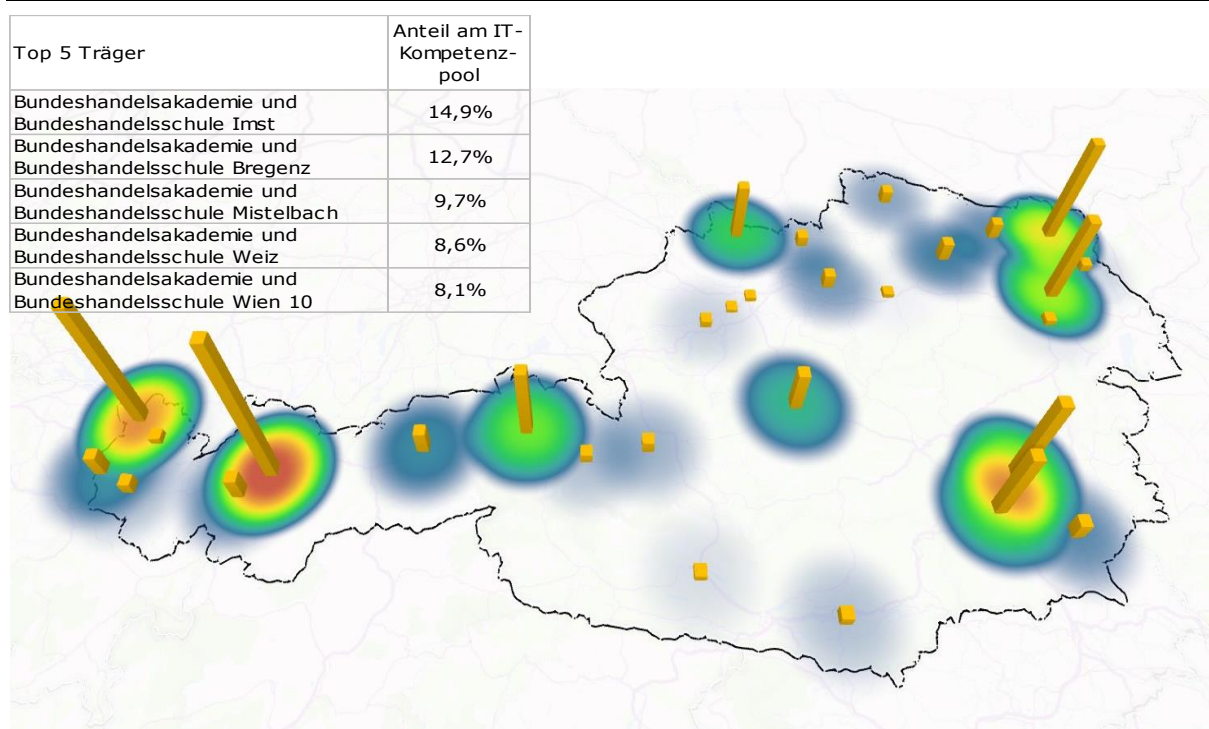 Top 5 Träger
Anteil am IT-
Kompetenz-
pool
Bundeshandelsakademie und
Bundeshandelsschule Imst
14,9%
Bundeshandelsakademie und
Bundeshandelsschule Bregenz
12,7%
Bundeshandelsakademie und
Bundeshandelsschule Mistelbach
9,7%
Bundeshandelsakademie und
Bundeshandelsschule Weiz
8,6%
Bundeshandelsakademie und
Bundeshandelsschule Wien 10
8,1%